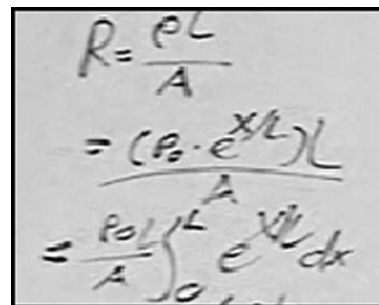 R = ρL/A
= (ρ₀ · e^(x/L))L/A
= ρ₀L/A ∫₀^L e^(x/L) dx